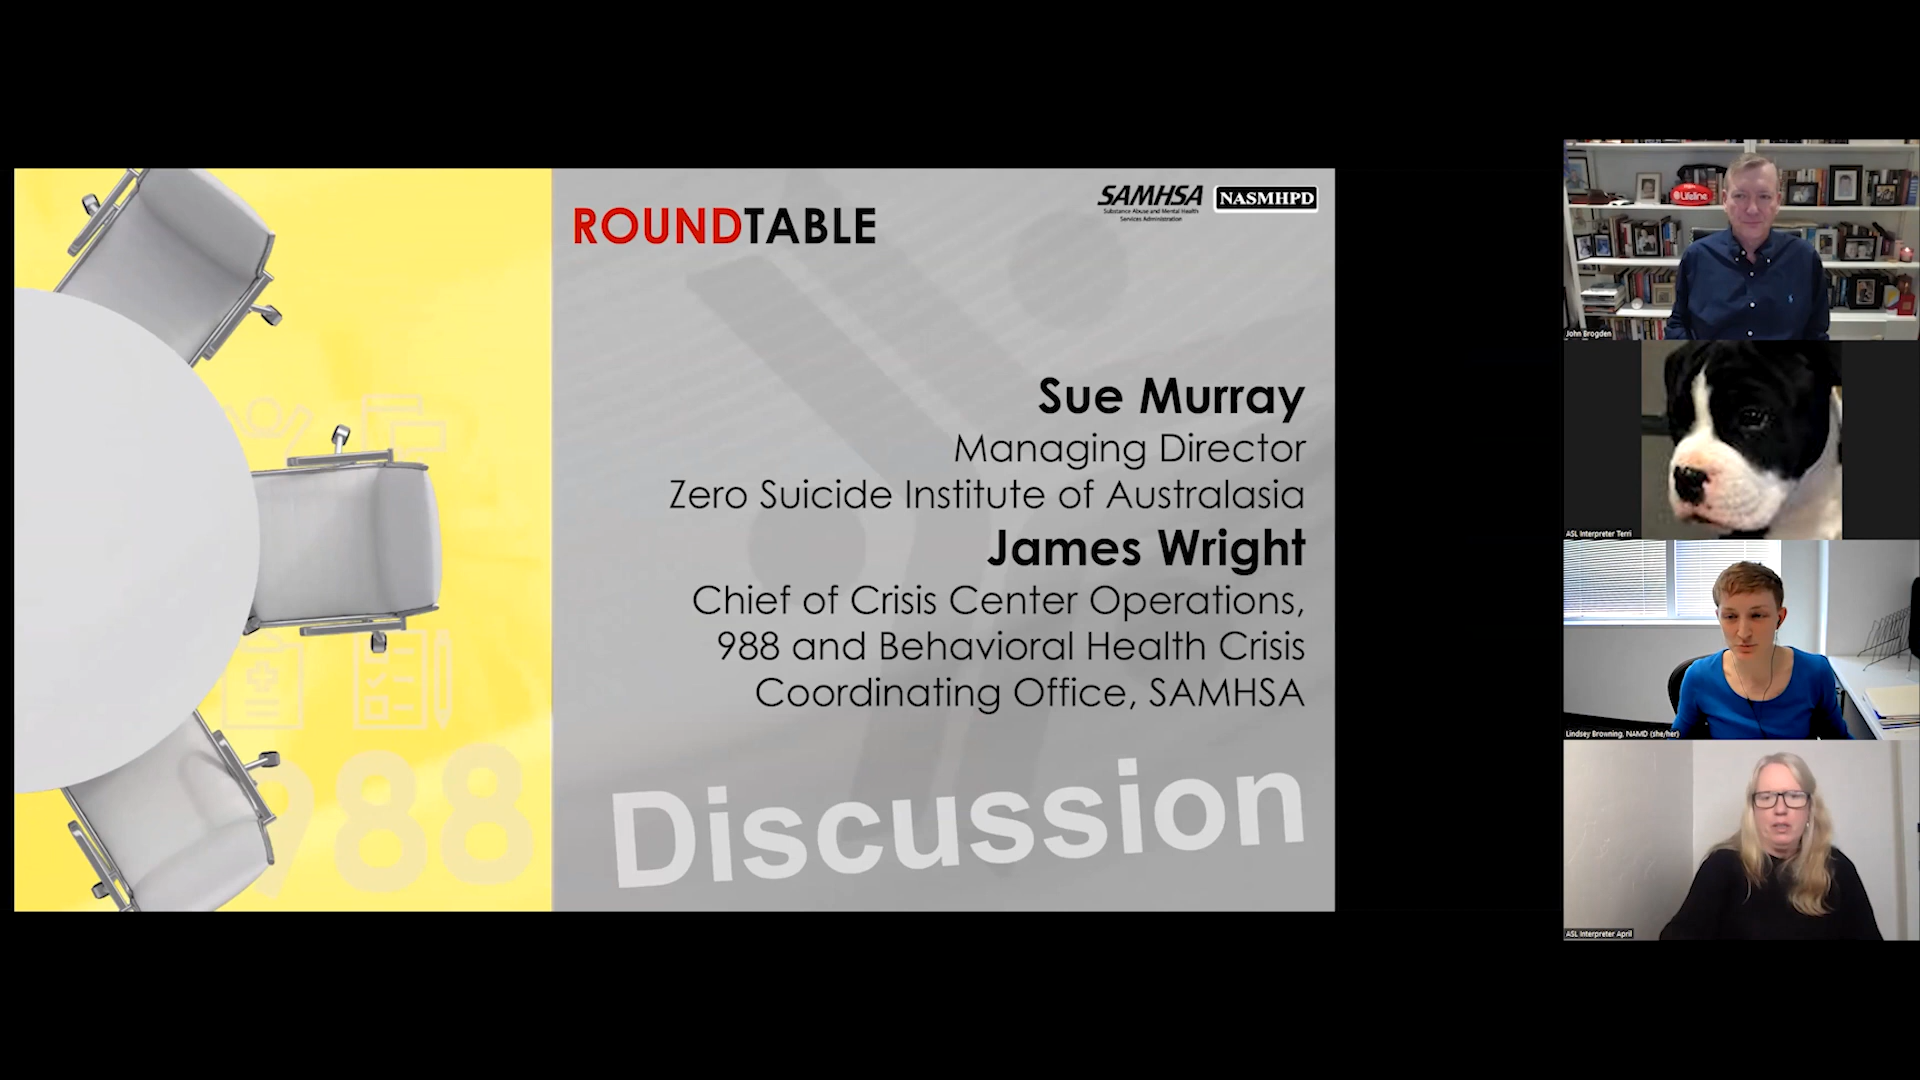 ROUNDTABLE
SAMHSA
Substance Abuse and Mental Health
Services Administration
NASMHPD
Sue Murray
Managing Director
Zero Suicide Institute of Australasia
James Wright
Chief of Crisis Center Operations,
988 and Behavioral Health Crisis
Coordinating Office, SAMHSA
Discussion
988
Lifeline
John Brogden
ASL Interpreter Terri
Lindsey Browning, NAMD (she/her)
ASL Interpreter April